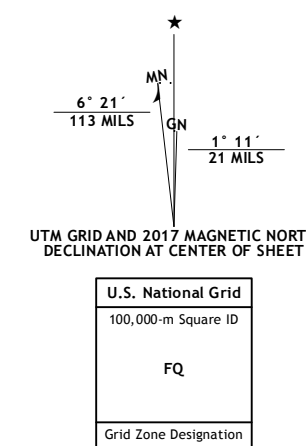 ★
MN.
6° 21´
113 MILS
GN
1° 11´
21 MILS
UTM GRID AND 2017 MAGNETIC NORT
DECLINATION AT CENTER OF SHEET
U.S. National Grid
100,000-m Square ID
FQ
Grid Zone Designation